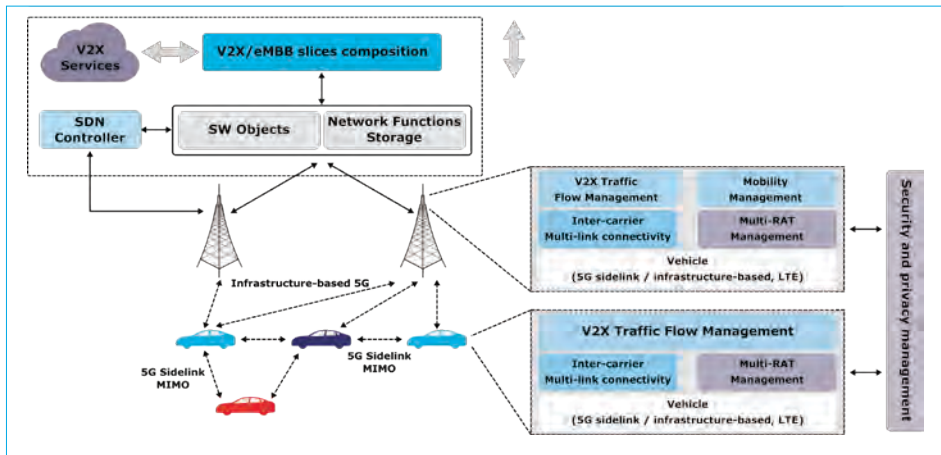 V2X
Services
V2X/eMBB slices composition
SDN
Controller
SW Objects
Network Functions
Storage
V2X Traffic
Flow Management
Mobility
Management
Inter-carrier
Multi-link connectivity
Multi-RAT
Management
Vehicle
(5G sidelink / infrastructure-based, LTE)
Infrastructure-based 5G
5G Sidelink
MIMO
5G Sidelink
MIMO
V2X Traffic Flow Management
Inter-carrier
Multi-link connectivity
Multi-RAT
Management
Vehicle
(5G sidelink / infrastructure-based, LTE)
Security and privacy management